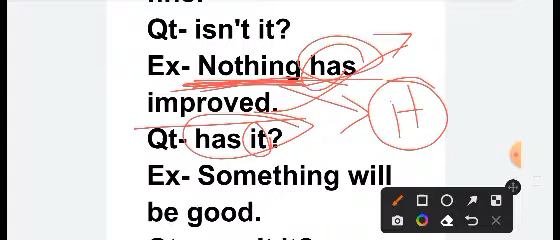 Qt- isn't it?
Ex- Nothing has
improved.
H
Qt- has it?
Ex- Something will
be good.